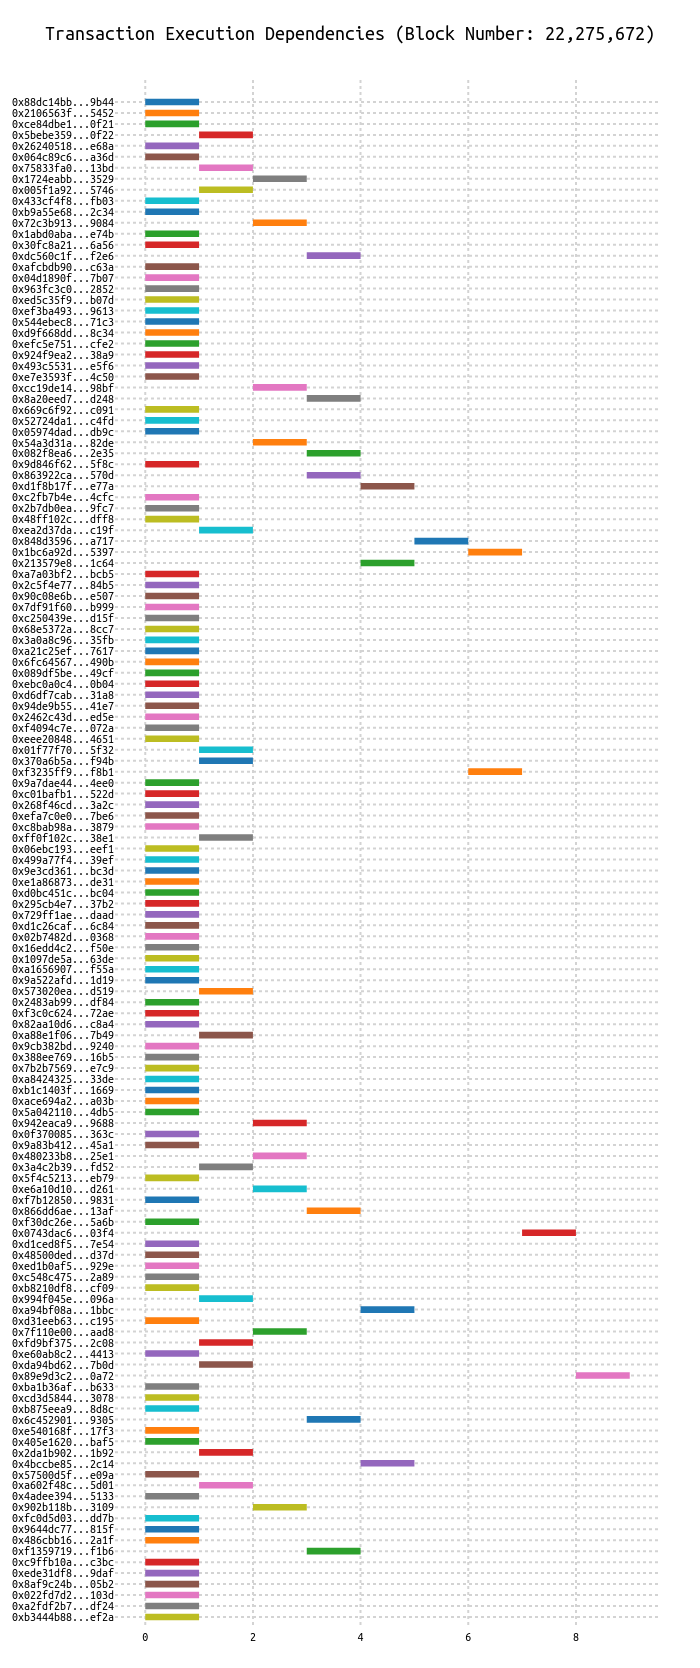 Transaction Execution Dependencies (Block Number: 22,275,672)
0x88dc14bb...9b44
0x2106563f...5452
0xce84dbe1...0f21
0x5bebe359...0f22
0x26240518...e68a
0x064c89c6...a36d
0x75833fa0...13bd
0x1724eabb...3529
0x005f1a92...5746
0x433cf4f8...fb03
0xb9a55e68...2c34
0x72c3b913...9084
0x1abd0aba...e74b
0x30fc8a21...6a56
0xdc560c1f...f2e6
0xafcbdb90...c63a
0x04d1890f...7b07
0x963fc3c0...2852
0xed5c35f9...b07d
0xef3ba493...9613
0x544ebec8...71c3
0xd9f668dd...8c34
0xefc5e751...cfe2
0x924f9ea2...38a9
0x493c5531...e5f6
0xe7e3593f...4c50
0xcc19de14...98bf
0x8a20eed7...d248
0x669c6f92...c091
0x52724da1...c4fd
0x05974dad...db9c
0x54a3d31a...82de
0x082f8ea6...2e35
0x9d846f62...5f8c
0x863922ca...570d
0xd1f8b17f...e77a
0xc2fb7b4e...4cfc
0x2b7db0ea...9fc7
0x48ff102c...dff8
0xea2d37da...c19f
0x848d3596...a717
0x1bc6a92d...5397
0x213579e8...1c64
0xa7a03bf2...bcb5
0x2c5f4e77...84b5
0x90c08e6b...e507
0x7df91f60...b999
0xc250439e...d15f
0x68e5372a...8cc7
0x3a0a8c96...35fb
0xa21c25ef...7617
0x6fc64567...490b
0x089df5be...49cf
0xebc0a0c4...0b04
0xd6df7cab...31a8
0x94de9b55...41e7
0x2462c43d...ed5e
0xf4094c7e...072a
0xeee20848...4651
0x01f77f70...5f32
0x370a6b5a...f94b
0xf3235ff9...f8b1
0x9a7dae44...4ee0
0xc01bafb1...522d
0x268f46cd...3a2c
0xefa7c0e0...7be6
0xc8bab98a...3879
0xff0f102c...38e1
0x06ebc193...eef1
0x499a77f4...39ef
0x9e3cd361...bc3d
0xe1a86873...de31
0xd0bc451c...bc04
0x295cb4e7...37b2
0x729ff1ae...daad
0xd1c26caf...6c84
0x02b7482d...0368
0x16edd4c2...f50e
0x1097de5a...63de
0xa1656907...f55a
0x9a522afd...1d19
0x573020ea...d519
0x2483ab99...df84
0xf3c0c624...72ae
0x82aa10d6...c8a4
0xa88e1f06...7b49
0x9cb382bd...9240
0x388ee769...16b5
0x7b2b7569...e7c9
0xa8424325...33de
0xb1c1403f...1669
0xace694a2...a03b
0x5a042110...4db5
0x942eaca9...9688
0x0f370085...363c
0x9a83b412...45a1
0x480233b8...25e1
0x3a4c2b39...fd52
0x5f4c5213...eb79
0xe6a10d10...d261
0xf7b12850...9831
0x866dd6ae...13af
0xf30dc26e...5a6b
0x0743dac6...03f4
0xd1ced8f5...7e54
0x48500ded...d37d
0xed1b0af5...929e
0xc548c475...2a89
0xb8210df8...cf09
0x994f045e...096a
0xa94bf08a...1bbc
0xd31eeb63...c195
0x7f110e00...aad8
0xfd9bf375...2c08
0xe60ab8c2...4413
0xda94bd62...7b0d
0x89e9d3c2...0a72
0xba1b36af...b633
0xcd3d5844...3078
0xb875eea9...8d8c
0x6c452901...9305
0xe540168f...17f3
0x405e1620...baf5
0x2da1b902...1b92
0x4bccbe85...2c14
0x57500d5f...e09a
0xa602f48c...5d01
0x4adee394...5133
0x902b118b...3109
0xfc0d5d03...dd7b
0x9644dc77...815f
0x486cbb16...2a1f
0xf1359719...f1b6
0xc9ffb10a...c3bc
0xede31df8...9daf
0x8af9c24b...05b2
0x022fd7d2...103d
0xa2fdf2b7...df24
0xb3444b88...ef2a
0 2 4 6 8